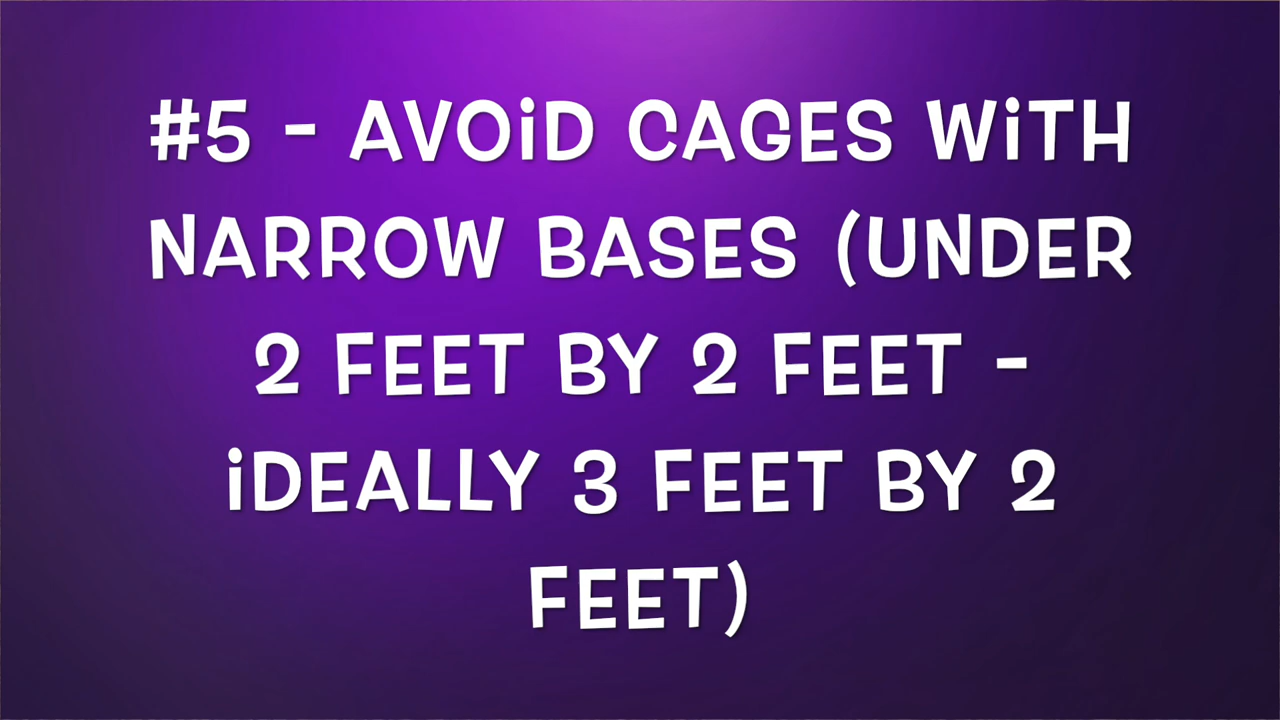 #5 - AVOiD CAGES WiTH
NARROW BASES (UNDER
2 FEET BY 2 FEET -
iDEALLY 3 FEET BY 2
FEET)